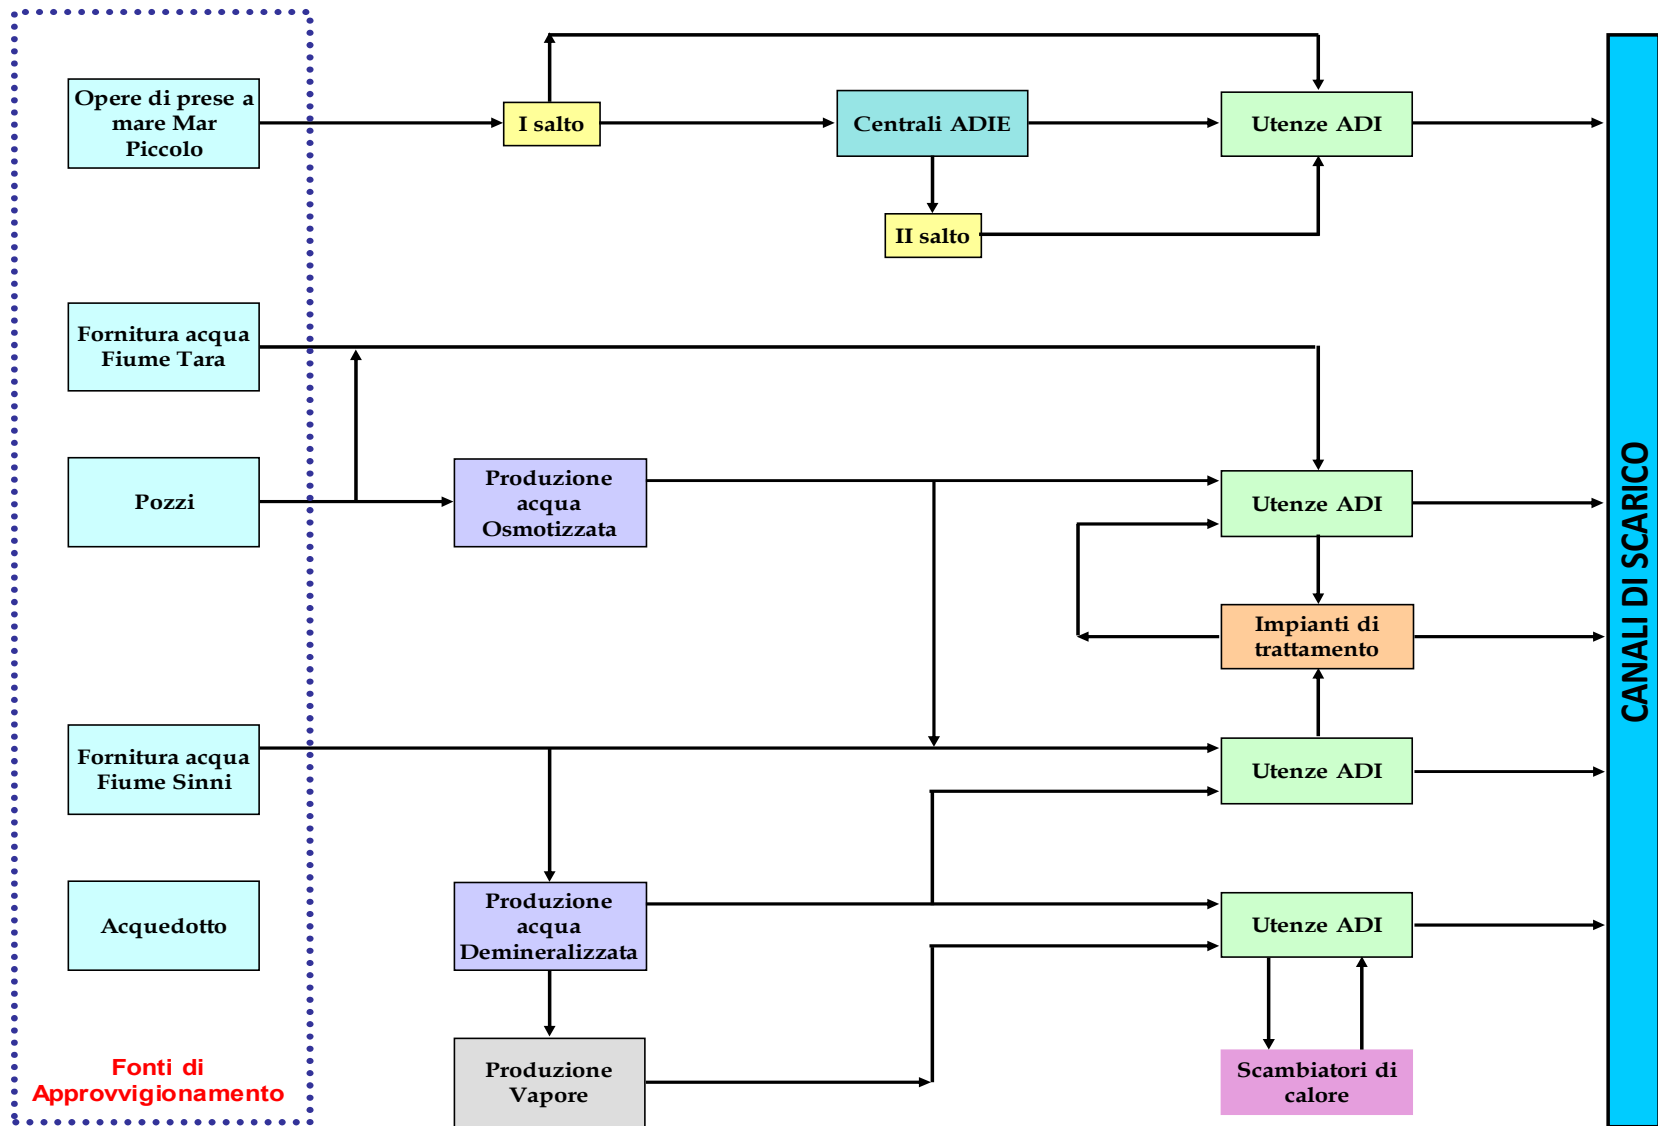 Opere di prese a
mare Mar
Piccolo
I salto
Centrali ADIE
Utenze ADI
II salto
Fornitura acqua
Fiume Tara
Pozzi
Produzione
acqua
Osmotizzata
Utenze ADI
Impianti di
trattamento
Fornitura acqua
Fiume Sinni
Utenze ADI
Acquedotto
Produzione
acqua
Demineralizzata
Utenze ADI
Fonti di
Approvvigionamento
Produzione
Vapore
Scambiatori di
calore
CANALI DI SCARICO